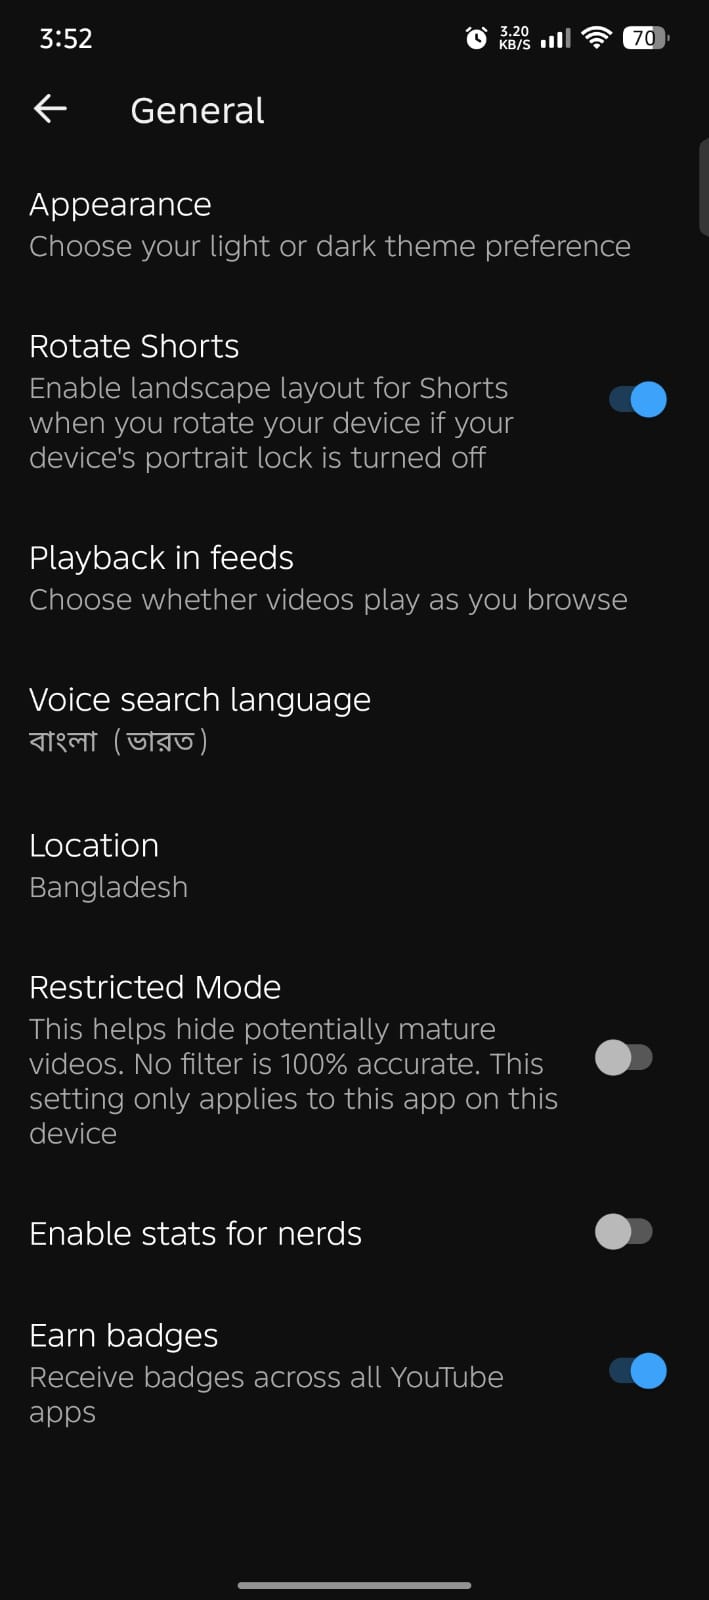 3:52
3.20
KB/S
70
General
Appearance
Choose your light or dark theme preference
Rotate Shorts
Enable landscape layout for Shorts
when you rotate your device if your
device's portrait lock is turned off
Playback in feeds
Choose whether videos play as you browse
Voice search language
বাংলা (ভারত)
Location
Bangladesh
Restricted Mode
This helps hide potentially mature
videos. No filter is 100% accurate. This
setting only applies to this app on this
device
Enable stats for nerds
Earn badges
Receive badges across all YouTube
apps